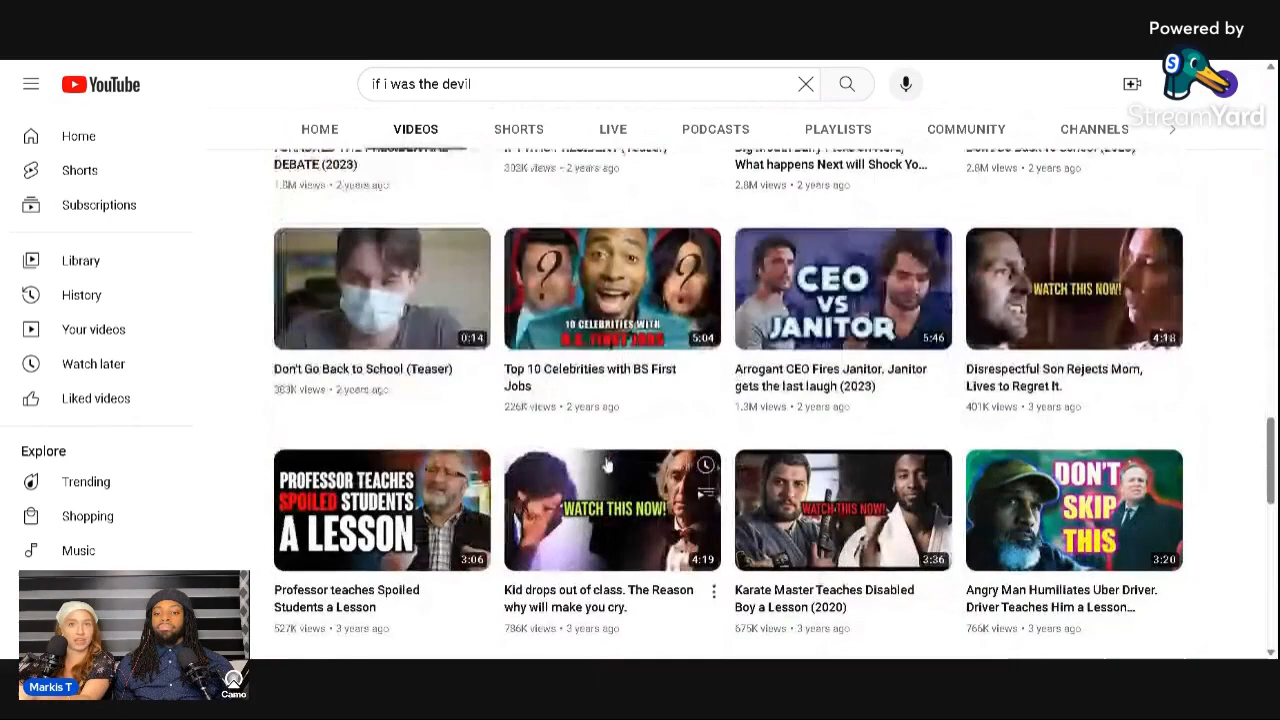 Powered by
StreamYard
YouTube
if i was the devil
HOME
VIDEOS
SHORTS
LIVE
PODCASTS
PLAYLISTS
COMMUNITY
CHANNELS
Home
Shorts
Subscriptions
Library
History
Your videos
Watch later
Liked videos
Explore
Trending
Shopping
Music
DEBATE (2023)
1.8M views • 2 years ago
302K views • 2 years ago
What happens Next will Shock Yo...
2.8M views • 2 years ago
2.8M views • 2 years ago
0:14
Don't Go Back to School (Teaser)
383K views • 2 years ago
? ?
10 CELEBRITIES WITH
B.S. FIRST JOBS
5:04
Top 10 Celebrities with BS First
Jobs
226K views • 2 years ago
CEO
VS
JANITOR
5:46
Arrogant CEO Fires Janitor, Janitor
gets the last laugh (2023)
1.3M views • 2 years ago
WATCH THIS NOW!
4:18
Disrespectful Son Rejects Mom,
Lives to Regret It.
401K views • 3 years ago
PROFESSOR TEACHES
SPOILED STUDENTS
A LESSON
3:06
Professor teaches Spoiled
Students a Lesson
527K views • 3 years ago
WATCH THIS NOW!
4:19
Kid drops out of class. The Reason
why will make you cry.
786K views • 3 years ago
WATCH THIS NOW!
3:36
Karate Master Teaches Disabled
Boy a Lesson (2020)
675K views • 3 years ago
DON'T
SKIP
THIS
3:20
Angry Man Humiliates Uber Driver.
Driver Teaches Him a Lesson...
766K views • 3 years ago
Markis T
Camo